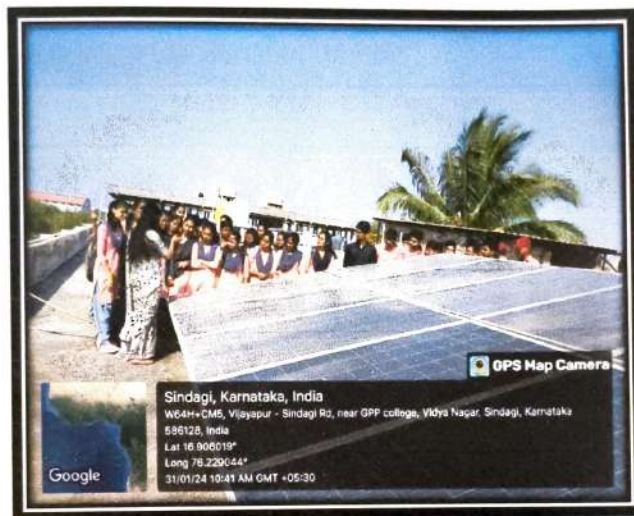 GPS Map Camera
Sindagi, Karnataka, India
W64H+CM5, Vijayapur - Sindagi Rd, near GPP college, Vidya Nagar, Sindagi, Karnataka
586128, India
Lat 16.906019°
Long 76.229044°
31/01/24 10:41 AM GMT +05:30
Google